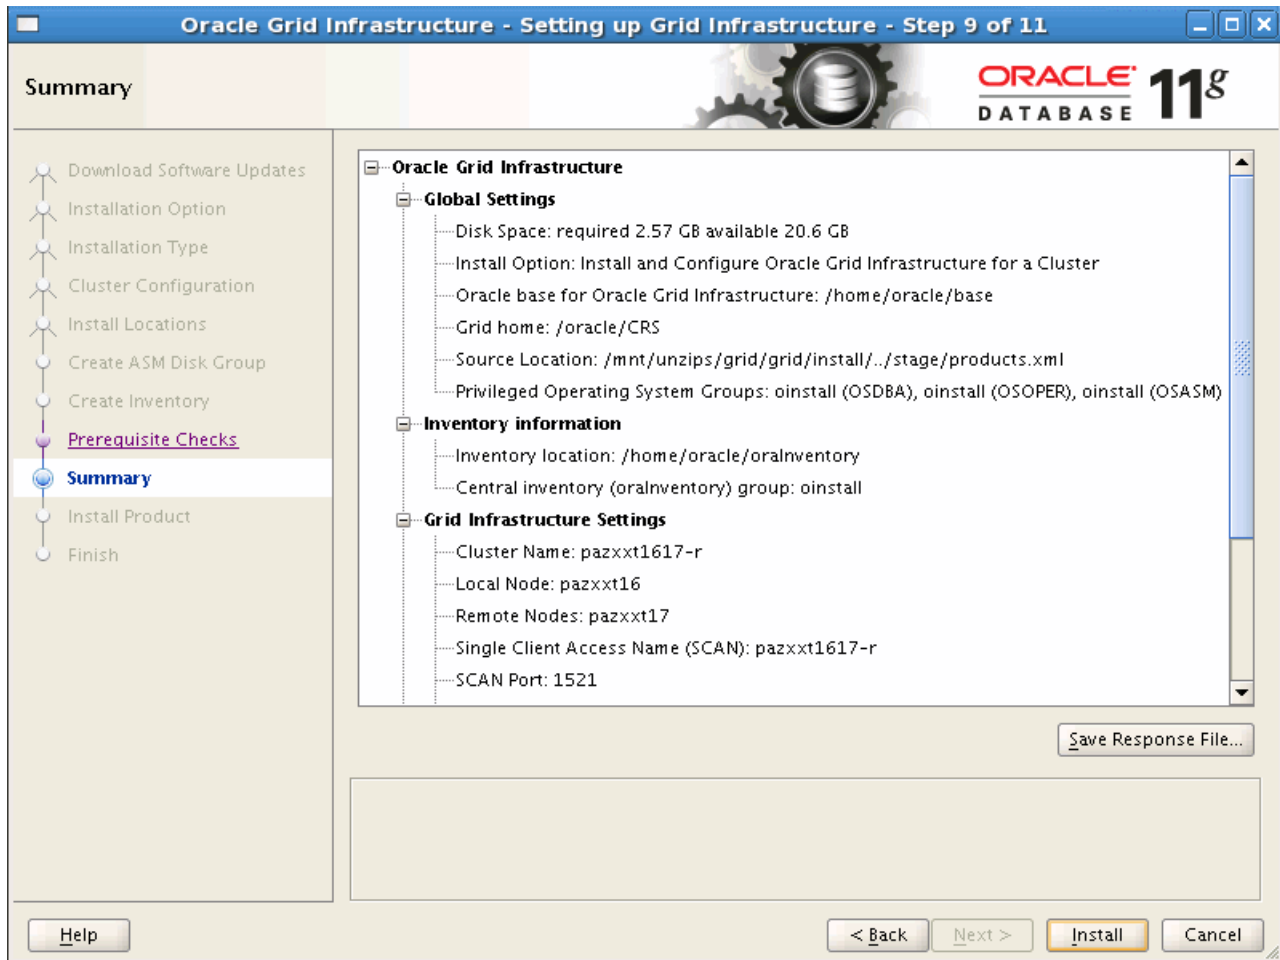 Oracle Grid Infrastructure - Setting up Grid Infrastructure - Step 9 of 11
Summary
ORACLE
DATABASE
11g
Download Software Updates
Installation Option
Installation Type
Cluster Configuration
Install Locations
Create ASM Disk Group
Create Inventory
Prerequisite Checks
Summary
Install Product
Finish
Oracle Grid Infrastructure
Global Settings
Disk Space: required 2.57 GB available 20.6 GB
Install Option: Install and Configure Oracle Grid Infrastructure for a Cluster
Oracle base for Oracle Grid Infrastructure: /home/oracle/base
Grid home: /oracle/CRS
Source Location: /mnt/unzips/grid/grid/install/../stage/products.xml
Privileged Operating System Groups: oinstall (OSDBA), oinstall (OSOPER), oinstall (OSASM)
Inventory information
Inventory location: /home/oracle/oraInventory
Central inventory (oraInventory) group: oinstall
Grid Infrastructure Settings
Cluster Name: pazxxt1617-r
Local Node: pazxxt16
Remote Nodes: pazxxt17
Single Client Access Name (SCAN): pazxxt1617-r
SCAN Port: 1521
Save Response File...
Help
< Back
Next >
Install
Cancel